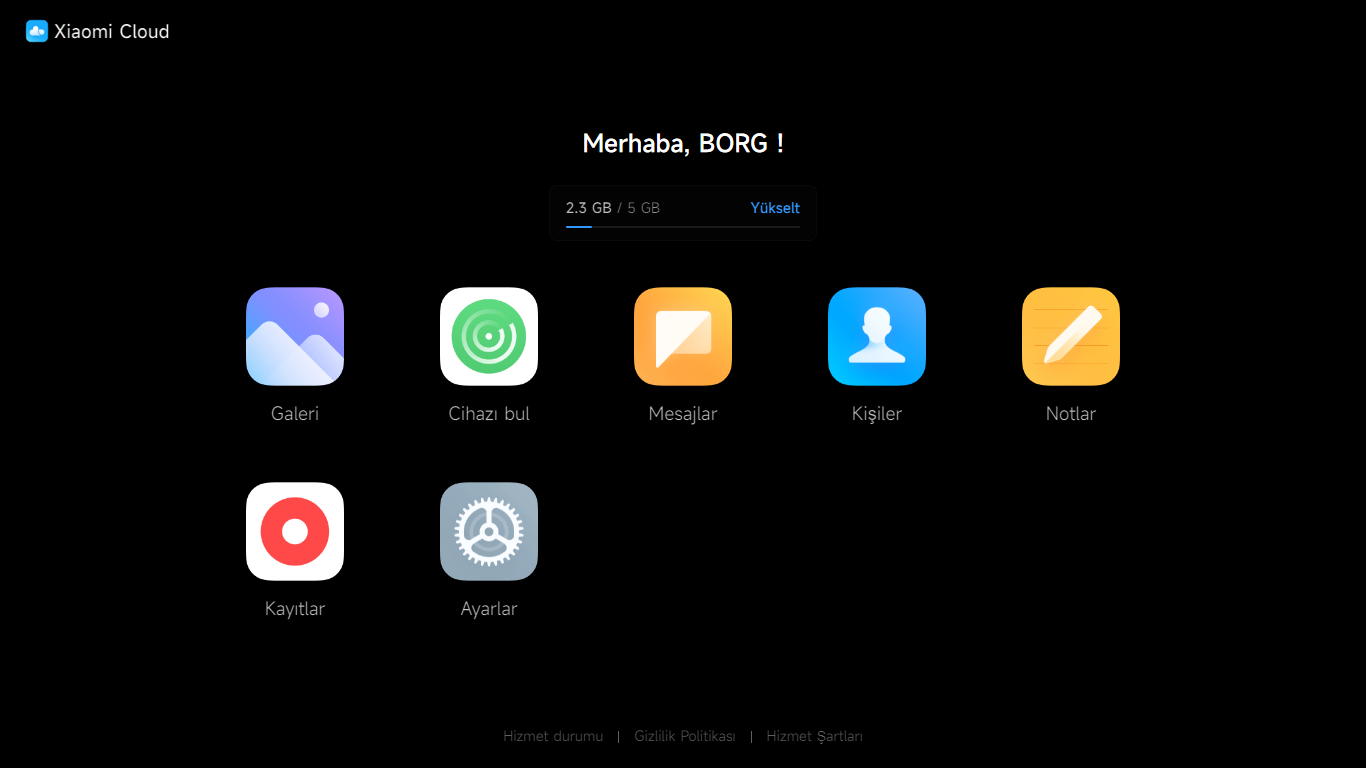 Xiaomi Cloud
Merhaba, BORG !
2.3 GB / 5 GB Yükselt
Galeri Cihazı bul Mesajlar Kişiler Notlar
Kayıtlar Ayarlar
Hizmet durumu | Gizlilik Politikası | Hizmet Şartları